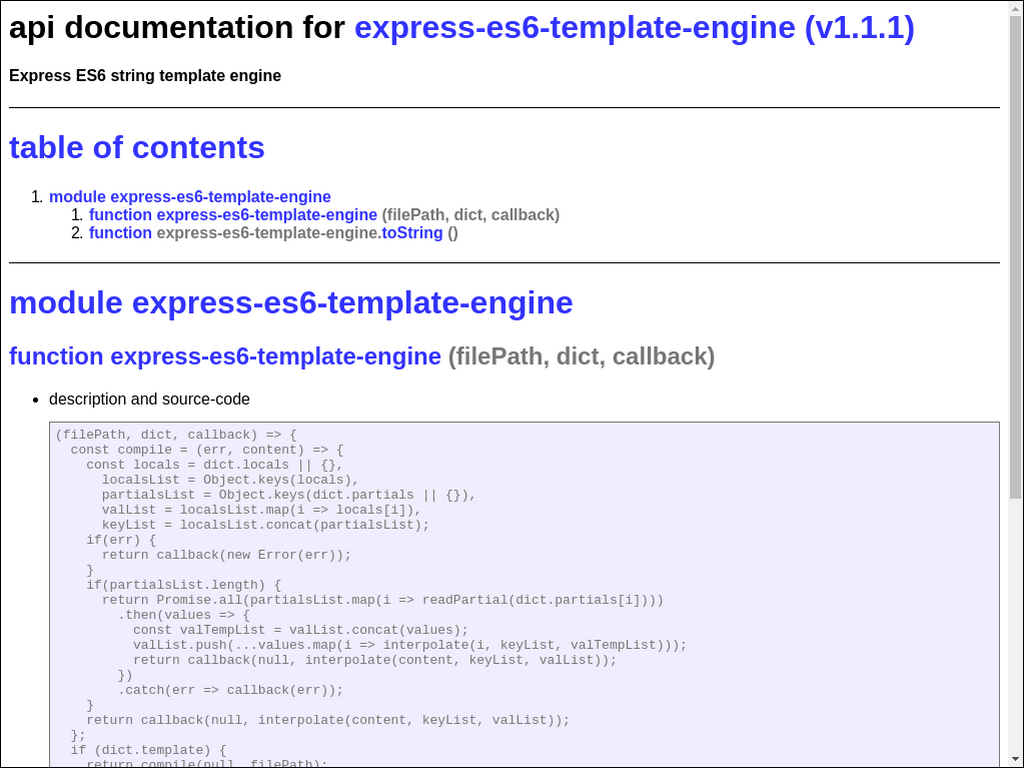 api documentation for express-es6-template-engine (v1.1.1)
Express ES6 string template engine
table of contents
1. module express-es6-template-engine
1. function express-es6-template-engine (filePath, dict, callback)
2. function express-es6-template-engine.toString ()
module express-es6-template-engine
function express-es6-template-engine (filePath, dict, callback)
• description and source-code
(filePath, dict, callback) => {
  const compile = (err, content) => {
    const locals = dict.locals || {},
      localsList = Object.keys(locals),
      partialsList = Object.keys(dict.partials || {}),
      valList = localsList.map(i => locals[i]),
      keyList = localsList.concat(partialsList);
    if(err) {
      return callback(new Error(err));
    }
    if(partialsList.length) {
      return Promise.all(partialsList.map(i => readPartial(dict.partials[i])))
        .then(values => {
          const valTempList = valList.concat(values);
          valList.push(...values.map(i => interpolate(i, keyList, valTempList)));
          return callback(null, interpolate(content, keyList, valList));
        })
        .catch(err => callback(err));
    }
    return callback(null, interpolate(content, keyList, valList));
  };
  if (dict.template) {
    return compile(null, filePath);